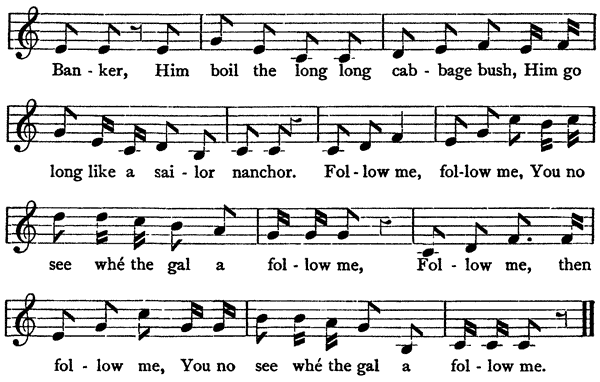 Ban - ker, Him boil the long long cab - bage bush, Him go
long like a sai - lor nanchor. Fol - low me, fol-low me, You no
see whé the gal a fol - low me, Fol - low me, then
fol - low me, You no see whé the gal a fol - low me.